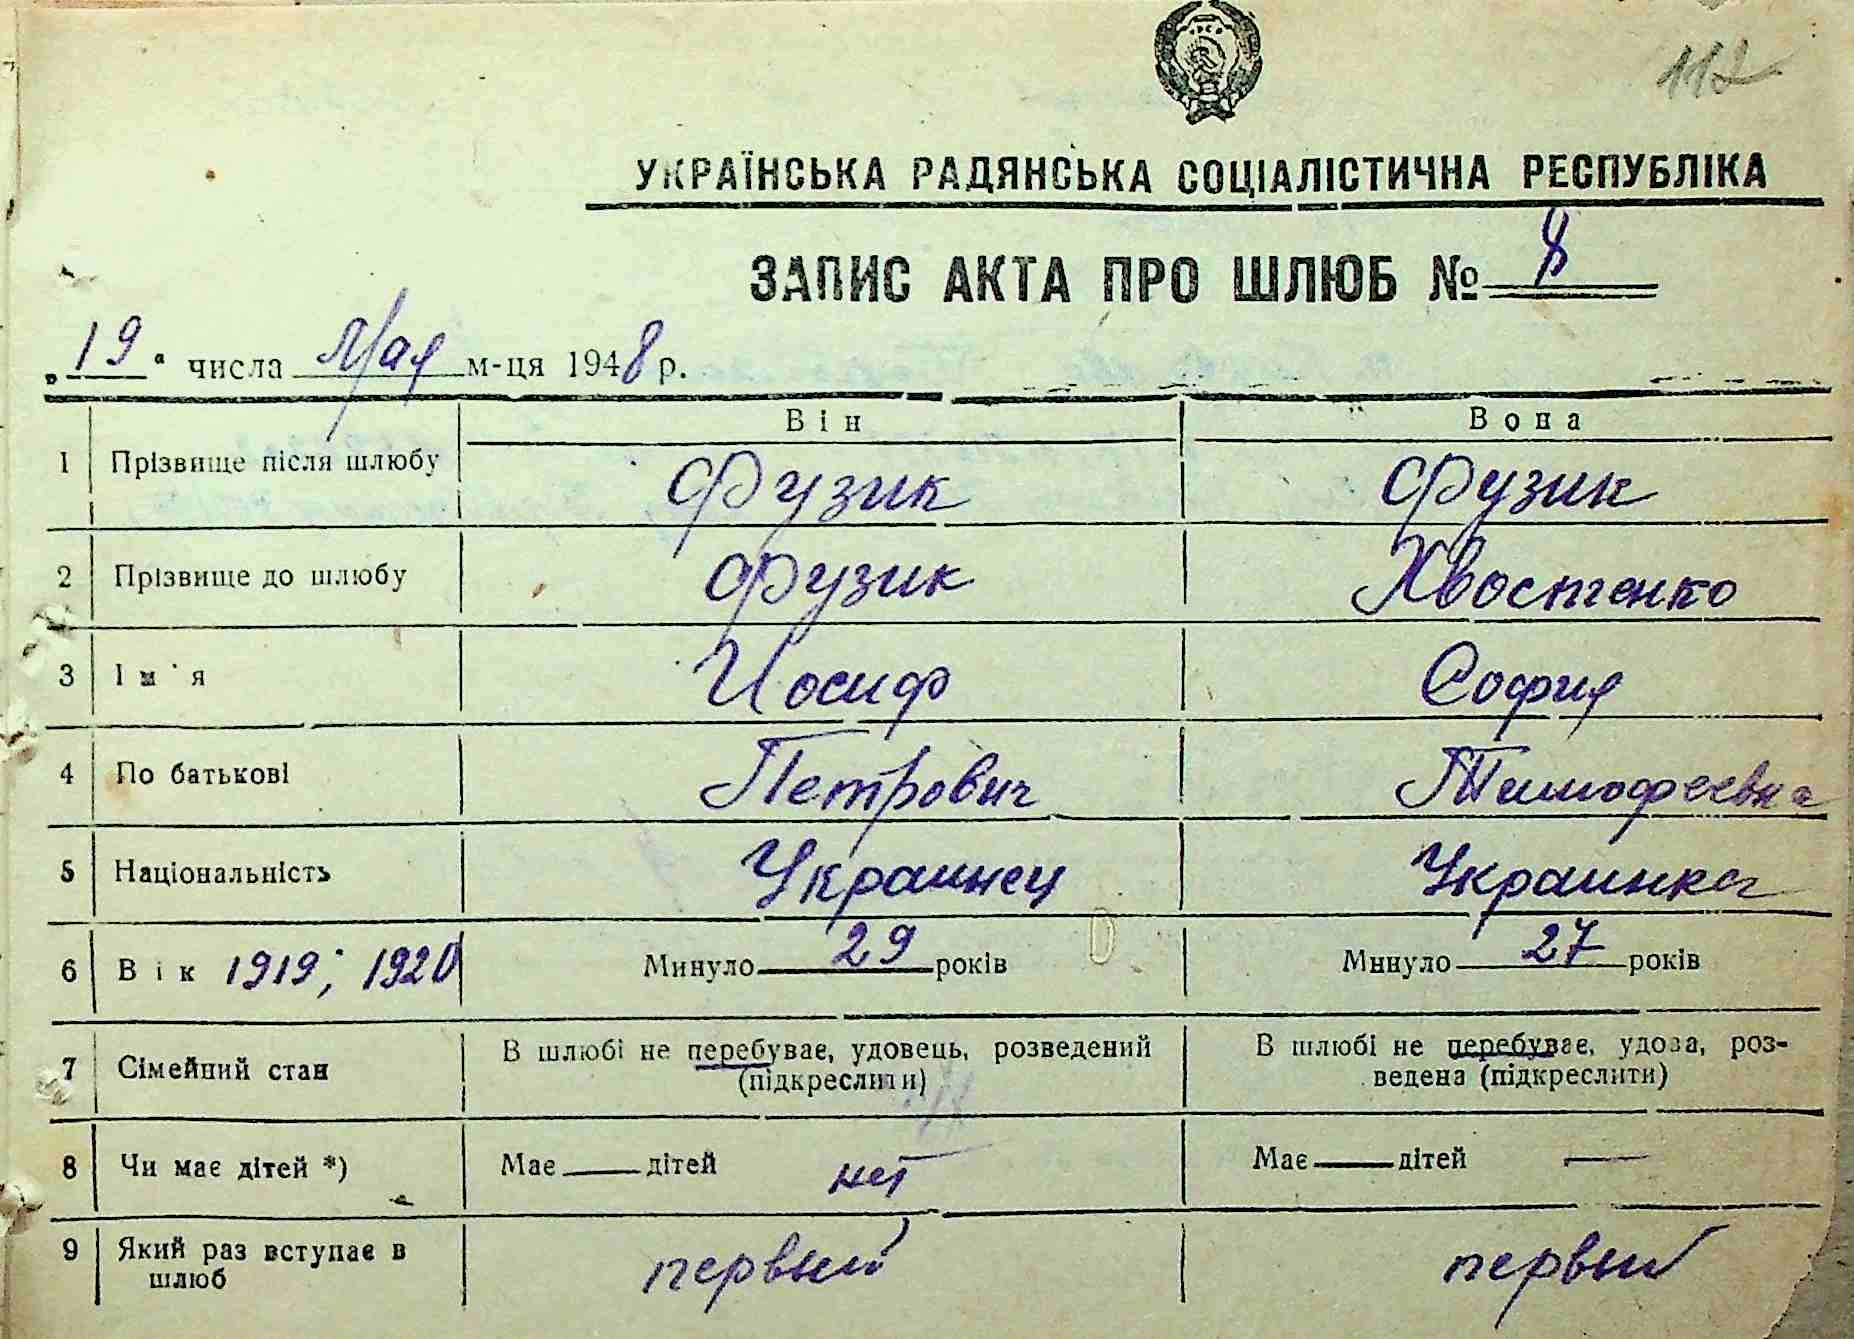 112
УКРАЇНСЬКА РАДЯНСЬКА СОЦІАЛІСТИЧНА РЕСПУБЛІКА
ЗАПИС АКТА ПРО ШЛЮБ № 8
„19“ числа Мая м-ця 1948 р.
Він Вона
1 Прізвище після шлюбу Фузик Фузик
2 Прізвище до шлюбу Фузик Хвостенко
3 Ім'я Иосиф София
4 По батькові Петрович Тимофеевна
5 Національність Украинец Украинка
6 Вік 1919; 1920 Минуло 29 років Минуло 27 років
7 Сімейний стан В шлюбі не перебуває, удовець, розведений В шлюбі не перебуває, удова, роз-
(підкреслити) ведена (підкреслити)
8 Чи має дітей *) Має — дітей нет Має — дітей —
9 Який раз вступає в первый первый
шлюб